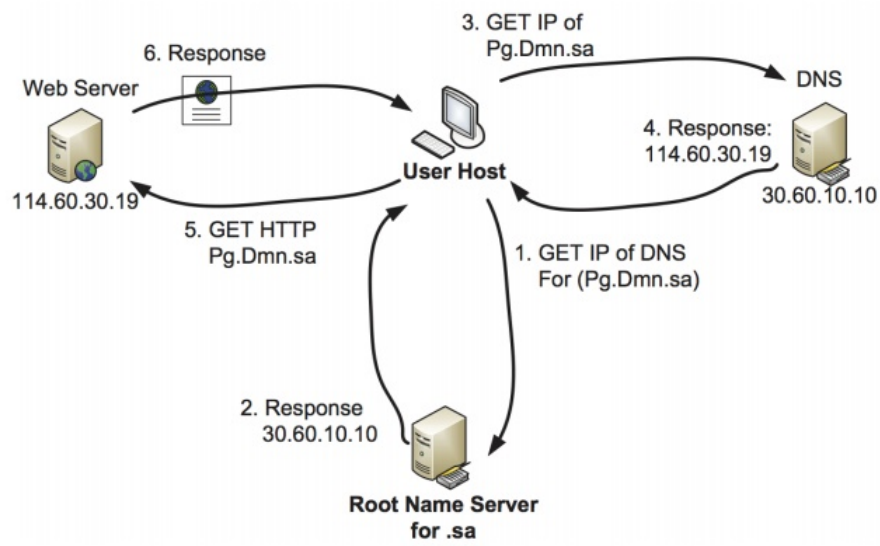 3. GET IP of
Pg.Dmn.sa
6. Response
DNS
Web Server
4. Response:
114.60.30.19
User Host
114.60.30.19
30.60.10.10
5. GET HTTP
Pg.Dmn.sa
1. GET IP of DNS
For (Pg.Dmn.sa)
2. Response
30.60.10.10
Root Name Server
for .sa